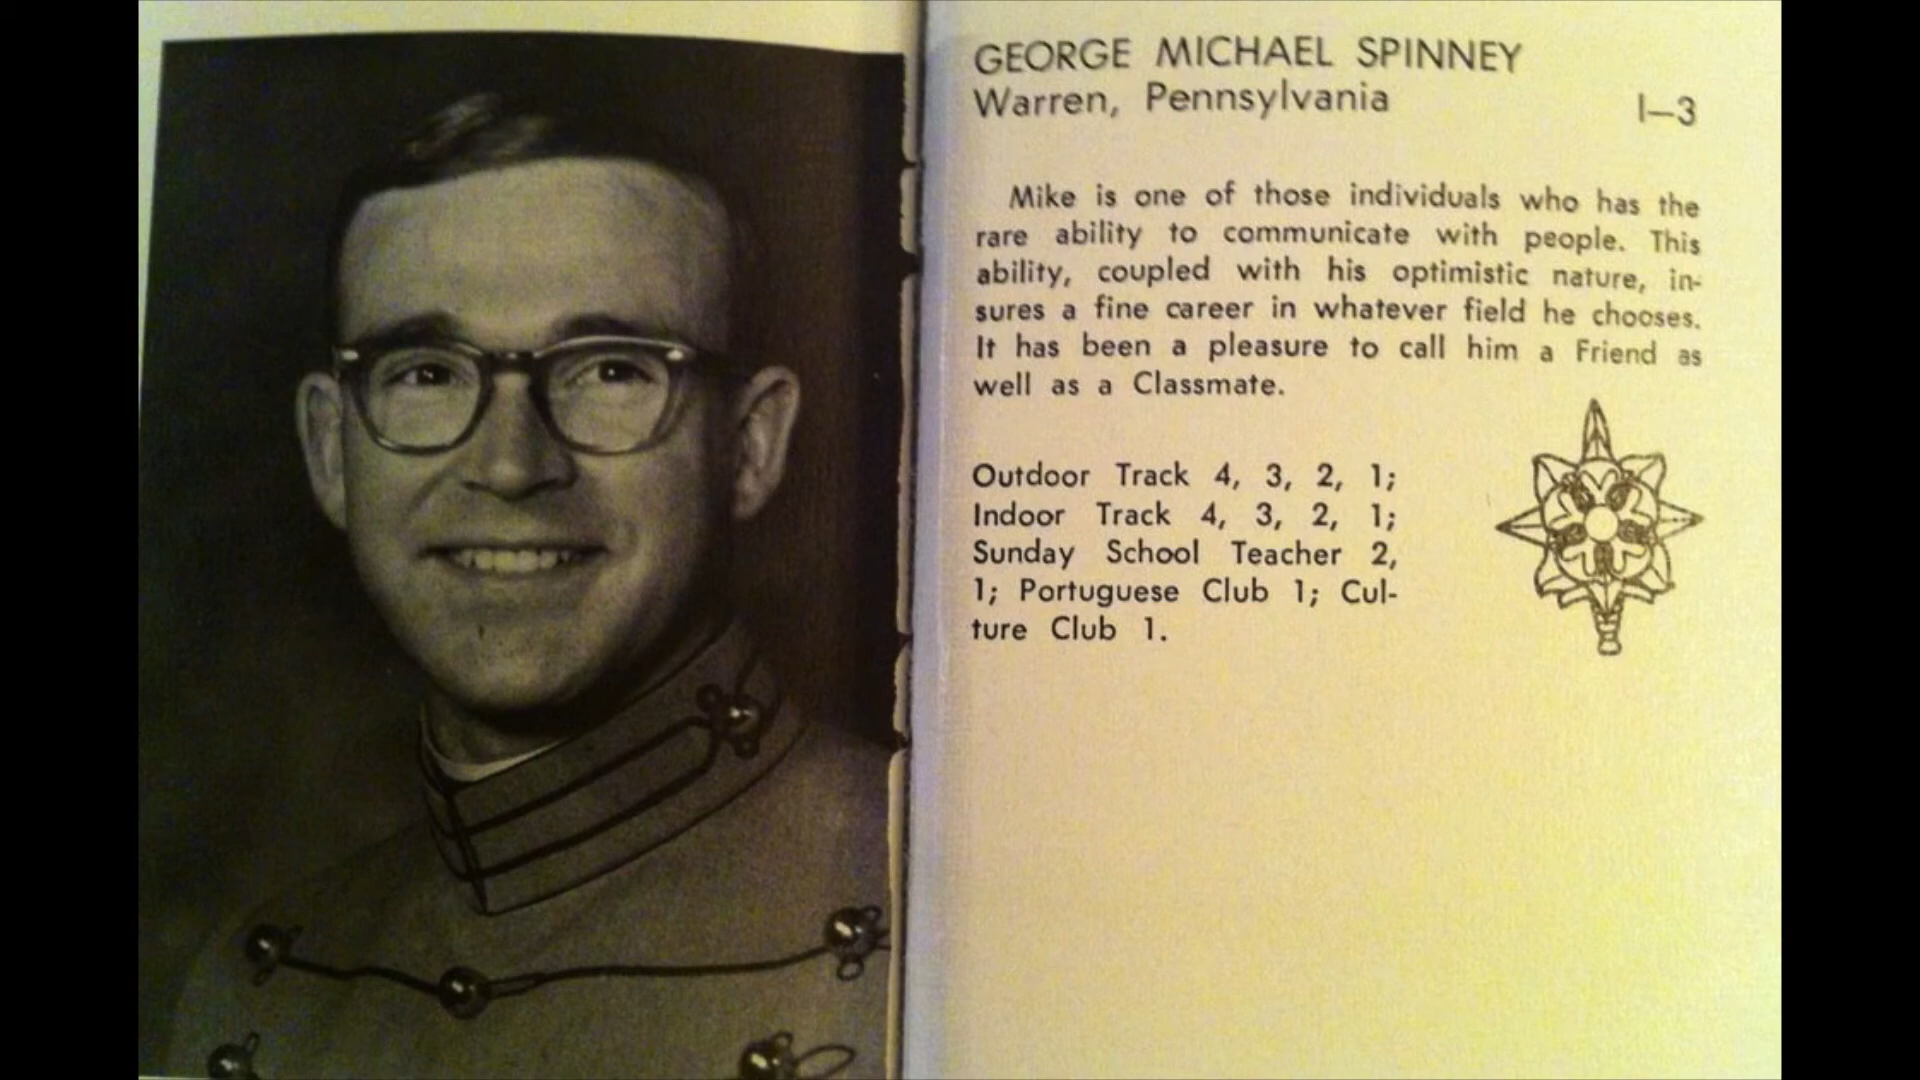 GEORGE MICHAEL SPINNEY
Warren, Pennsylvania
I–3
Mike is one of those individuals who has the
rare ability to communicate with people. This
ability, coupled with his optimistic nature, in-
sures a fine career in whatever field he chooses.
It has been a pleasure to call him a Friend as
well as a Classmate.
Outdoor Track 4, 3, 2, 1;
Indoor Track 4, 3, 2, 1;
Sunday School Teacher 2,
1; Portuguese Club 1; Cul-
ture Club 1.